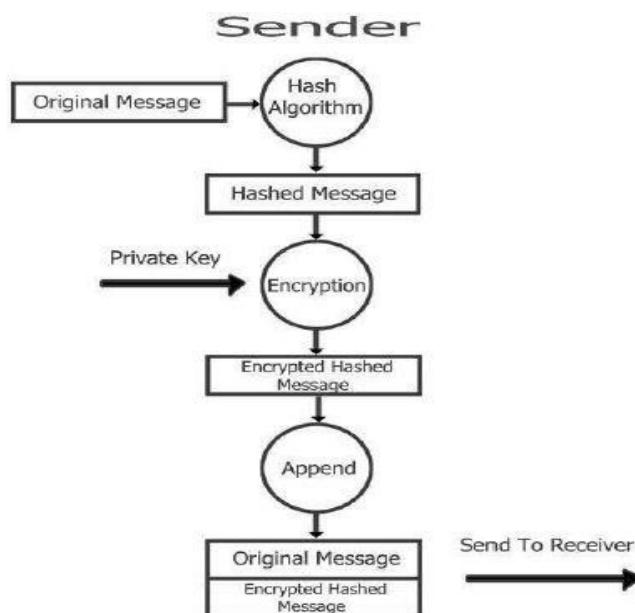 Sender
Original Message
Hash
Algorithm
Hashed Message
Private Key
Encryption
Encrypted Hashed
Message
Append
Original Message
Send To Receiver
Encrypted Hashed
Message